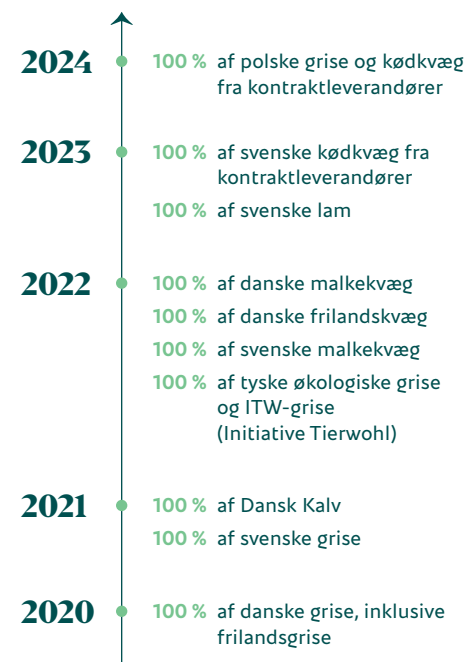 2024 100 % af polske grise og kødkvæg
fra kontraktleverandører
2023 100 % af svenske kødkvæg fra
kontraktleverandører
100 % af svenske lam
2022 100 % af danske malkekvæg
100 % af danske frilandskvæg
100 % af svenske malkekvæg
100 % af tyske økologiske grise
og ITW-grise
(Initiative Tierwohl)
2021 100 % af Dansk Kalv
100 % af svenske grise
2020 100 % af danske grise, inklusive
frilandsgrise